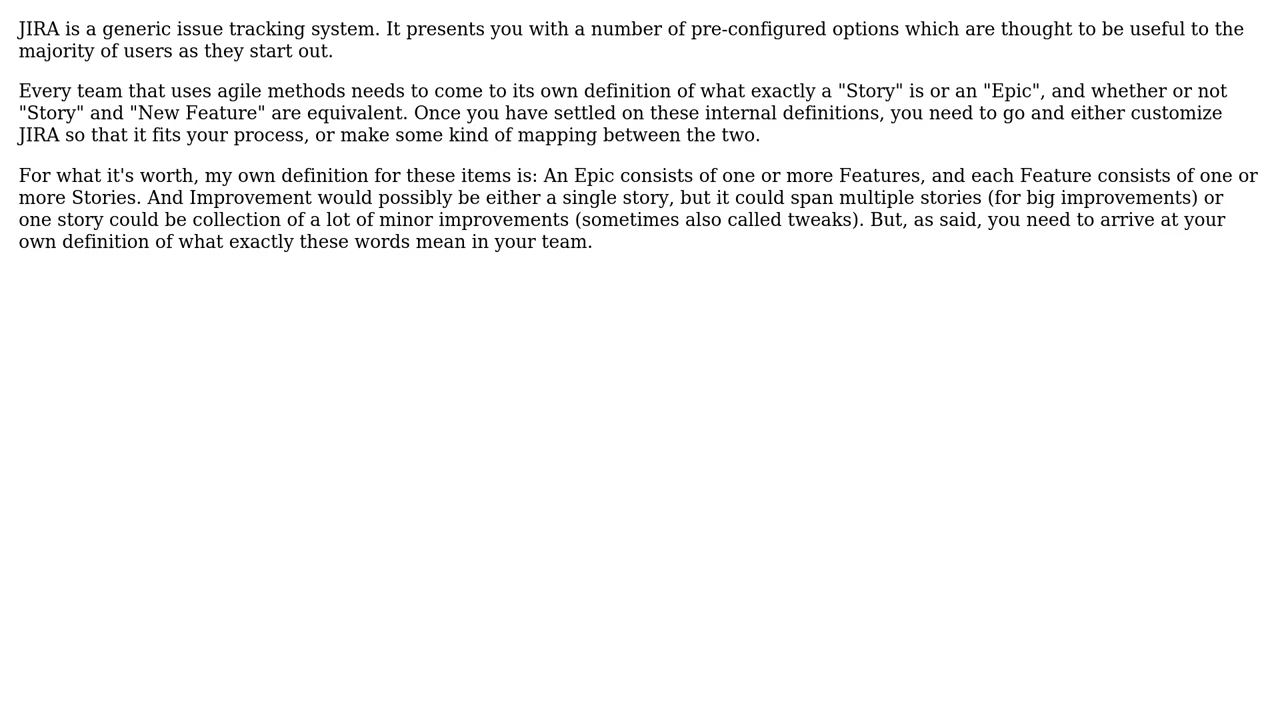 JIRA is a generic issue tracking system. It presents you with a number of pre-configured options which are thought to be useful to the
majority of users as they start out.
Every team that uses agile methods needs to come to its own definition of what exactly a "Story" is or an "Epic", and whether or not
"Story" and "New Feature" are equivalent. Once you have settled on these internal definitions, you need to go and either customize
JIRA so that it fits your process, or make some kind of mapping between the two.
For what it's worth, my own definition for these items is: An Epic consists of one or more Features, and each Feature consists of one or
more Stories. And Improvement would possibly be either a single story, but it could span multiple stories (for big improvements) or
one story could be collection of a lot of minor improvements (sometimes also called tweaks). But, as said, you need to arrive at your
own definition of what exactly these words mean in your team.